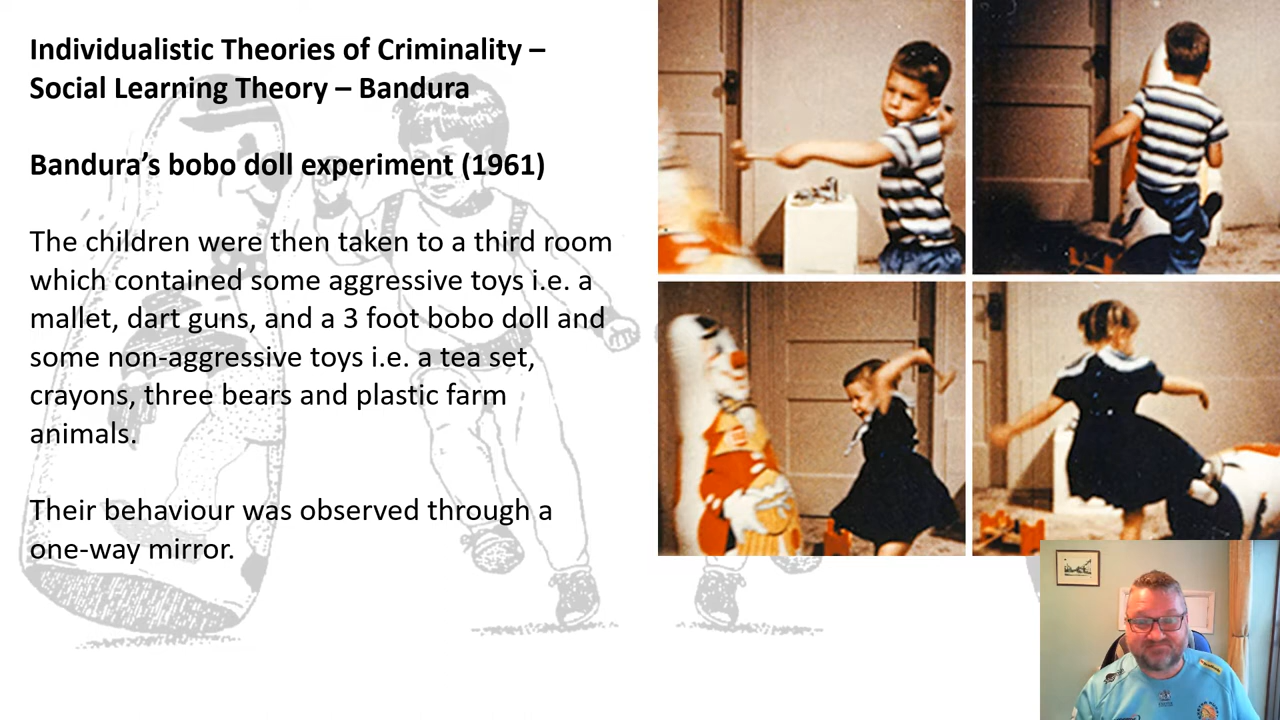 Individualistic Theories of Criminality –
Social Learning Theory – Bandura
Bandura’s bobo doll experiment (1961)
The children were then taken to a third room
which contained some aggressive toys i.e. a
mallet, dart guns, and a 3 foot bobo doll and
some non-aggressive toys i.e. a tea set,
crayons, three bears and plastic farm
animals.
Their behaviour was observed through a
one-way mirror.